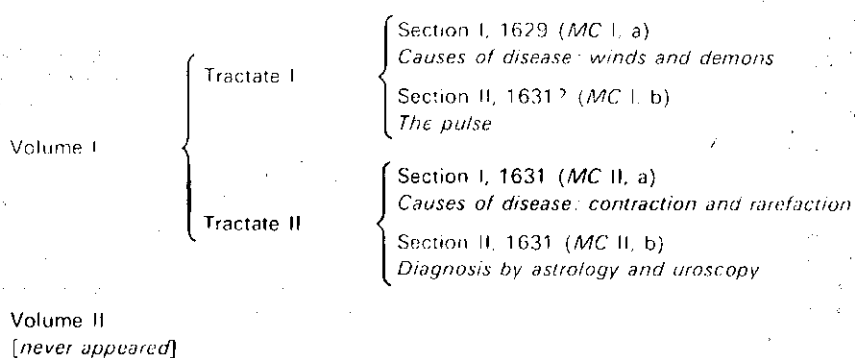 Section I, 1629 (MC I, a)
Causes of disease: winds and demons
Tractate I
Section II, 1631? (MC I, b)
The pulse
Volume I
Section I, 1631 (MC II, a)
Causes of disease: contraction and rarefaction
Tractate II
Section II, 1631 (MC II, b)
Diagnosis by astrology and uroscopy
Volume II
[never appeared]